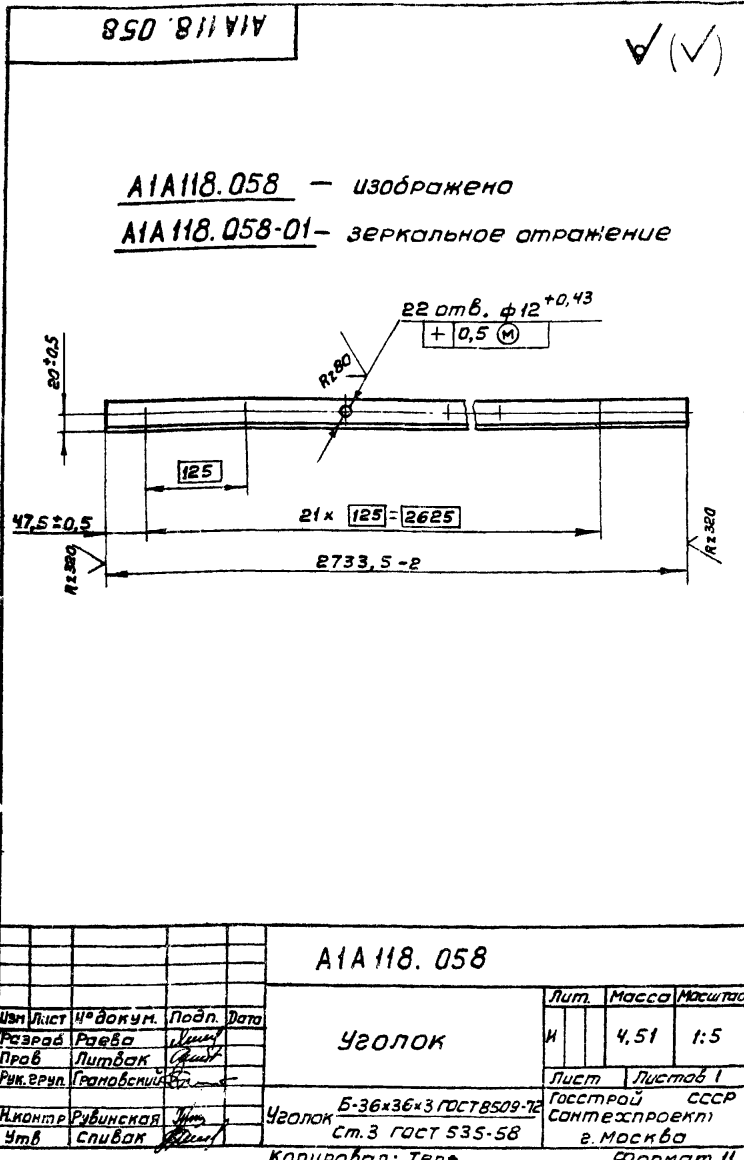 А1А118.058
А1А118.058 — изображено
А1А118.058-01 — зеркальное отражение
22 отв. ϕ12 +0,43
+ 0,5 М
Rz80
20±0,5
125
47,5±0,5
21 х 125 = 2625
Rz320
Rz320
2733,5-2
А1А118.058
Изм Лист № докум. Подп. Дата
Разраб Раева
Пров Литвак
Рук.груп. Грановский
Н.контр Рубинская
Утв Спивак
Уголок
Лит. Масса Масштаб
И 4,51 1:5
Лист Листов 1
Уголок Б-36х36х3 ГОСТ 8509-72
Ст.3 ГОСТ 535-58
Госстрой СССР
Сантехпроект
г. Москва
Копировал:
Формат 11